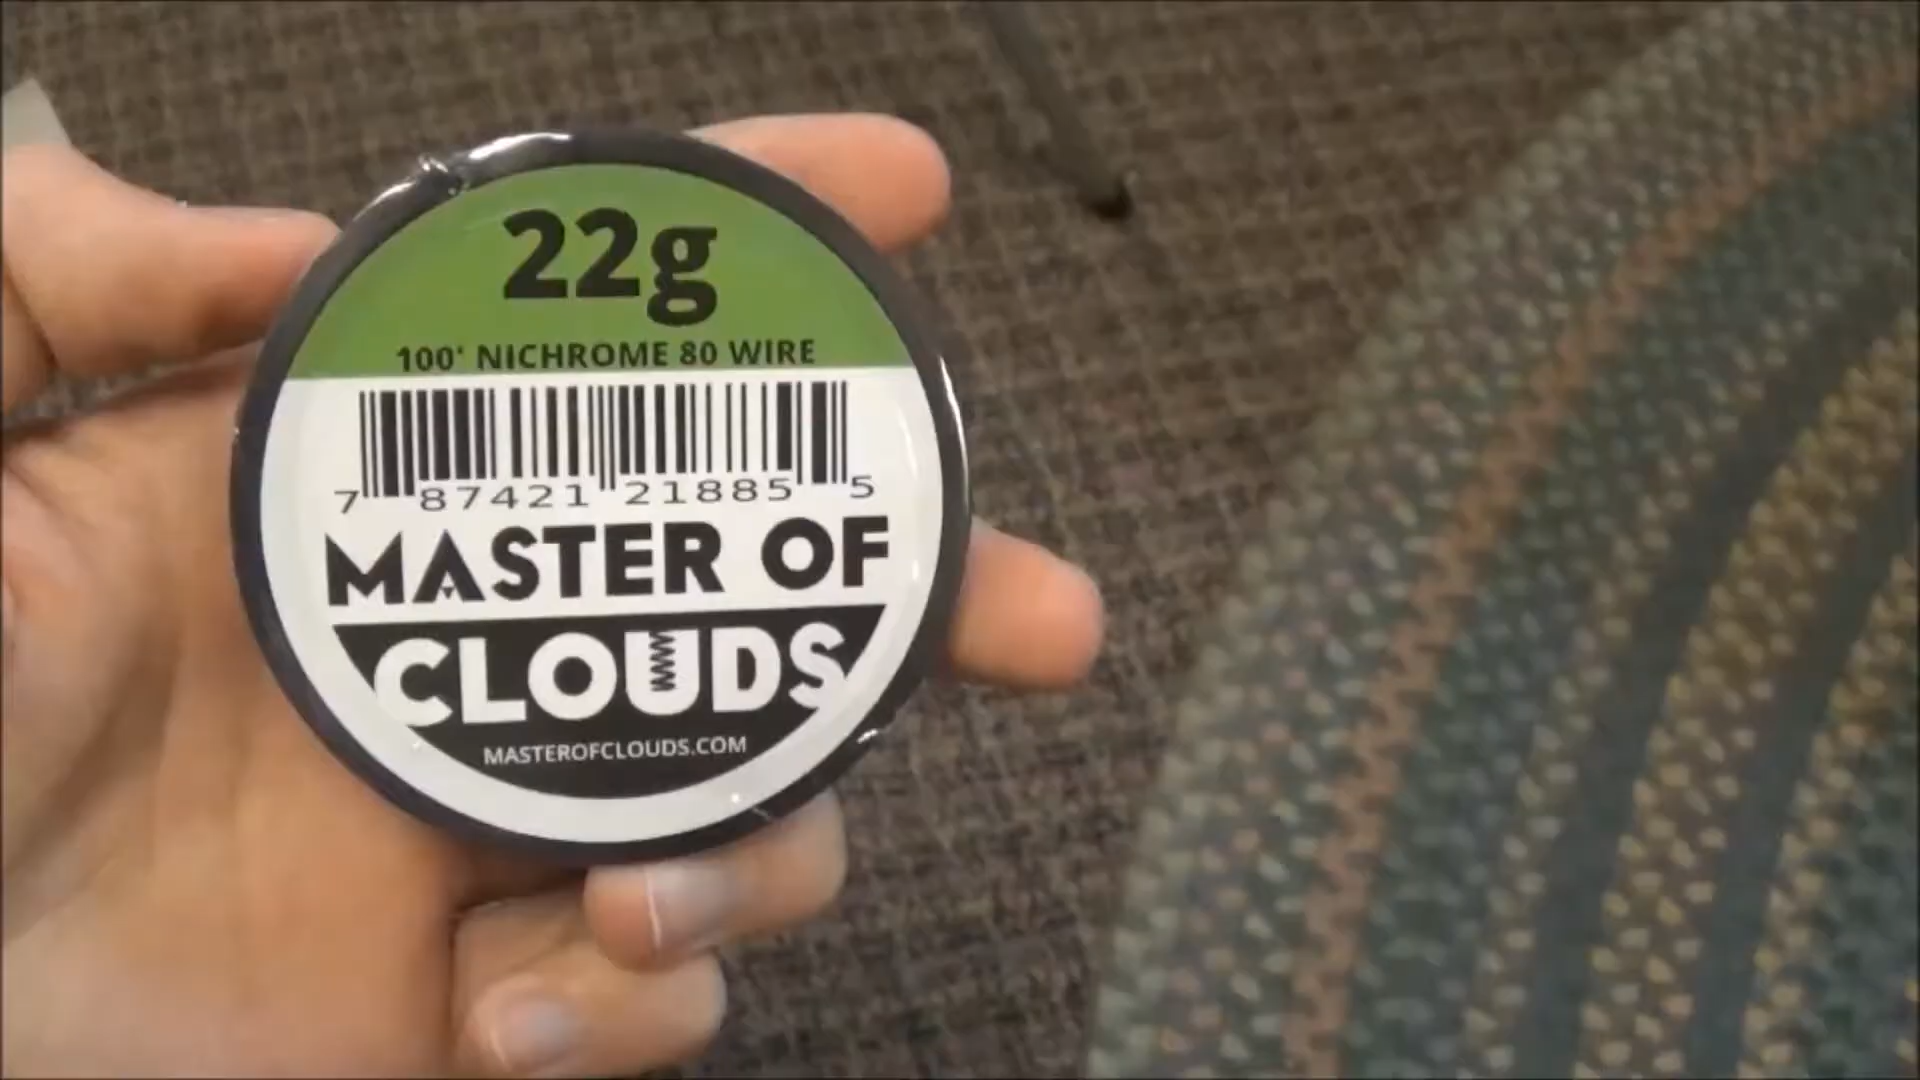 22g
100' NICHROME 80 WIRE
7 87421 21885 5
MASTER OF
CLOUDS
MASTEROFCLOUDS.COM